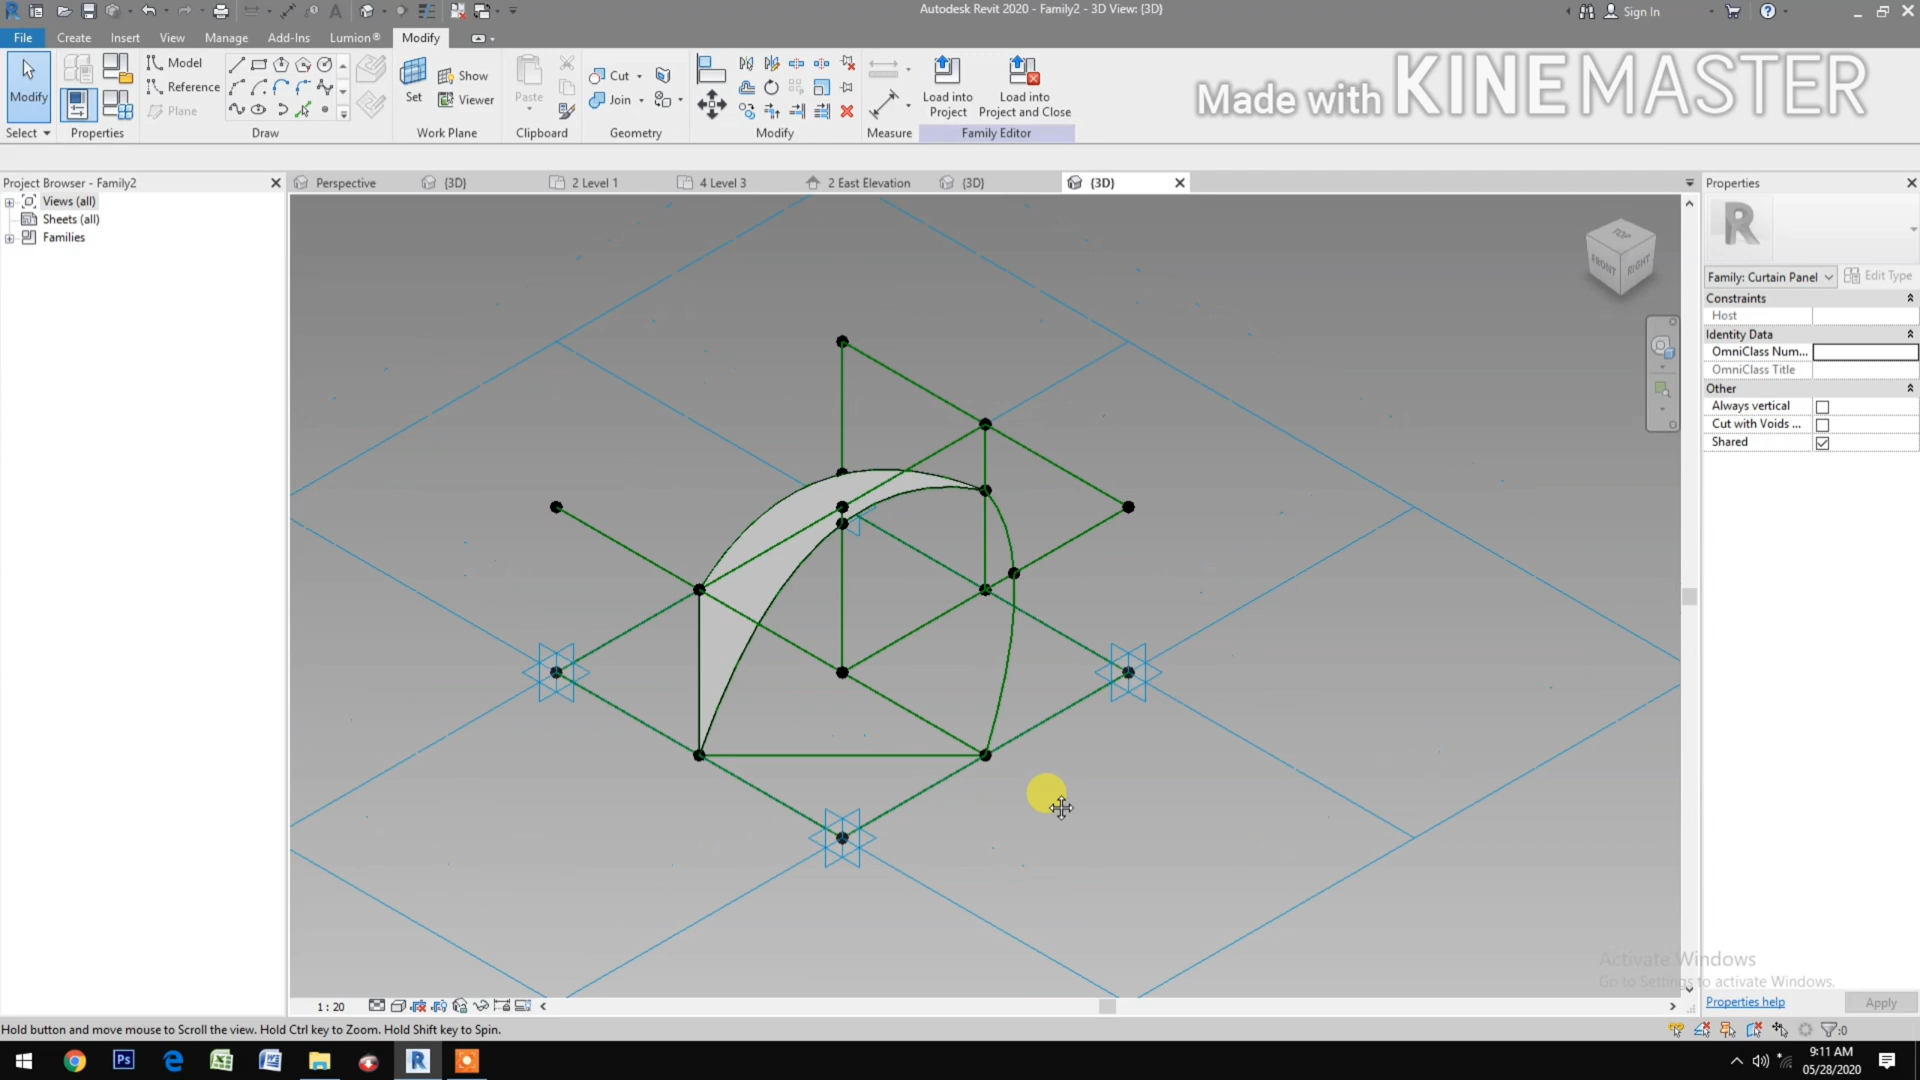 Autodesk Revit 2020 - Family2 - 3D View: {3D}
Sign In
File Create Insert View Manage Add-Ins Lumion® Modify
Modify
Select
Properties
Model
Reference
Plane
Draw
Set
Show
Viewer
Work Plane
Paste
Clipboard
Cut
Join
Geometry
Modify
Measure
Load into
Project
Load into
Project and Close
Family Editor
Made with KINEMASTER
Project Browser - Family2
Views (all)
Sheets (all)
Families
Perspective {3D} 2 Level 1 4 Level 3 2 East Elevation {3D} {3D}
TOP
FRONT RIGHT
Properties
R
Family: Curtain Panel Edit Type
Constraints
Host
Identity Data
OmniClass Num...
OmniClass Title
Other
Always vertical
Cut with Voids ...
Shared
Activate Windows
Go to Settings to activate Windows.
Properties help Apply
1 : 20
Hold button and move mouse to Scroll the view. Hold Ctrl key to Zoom. Hold Shift key to Spin.
:0
9:11 AM
05/28/2020